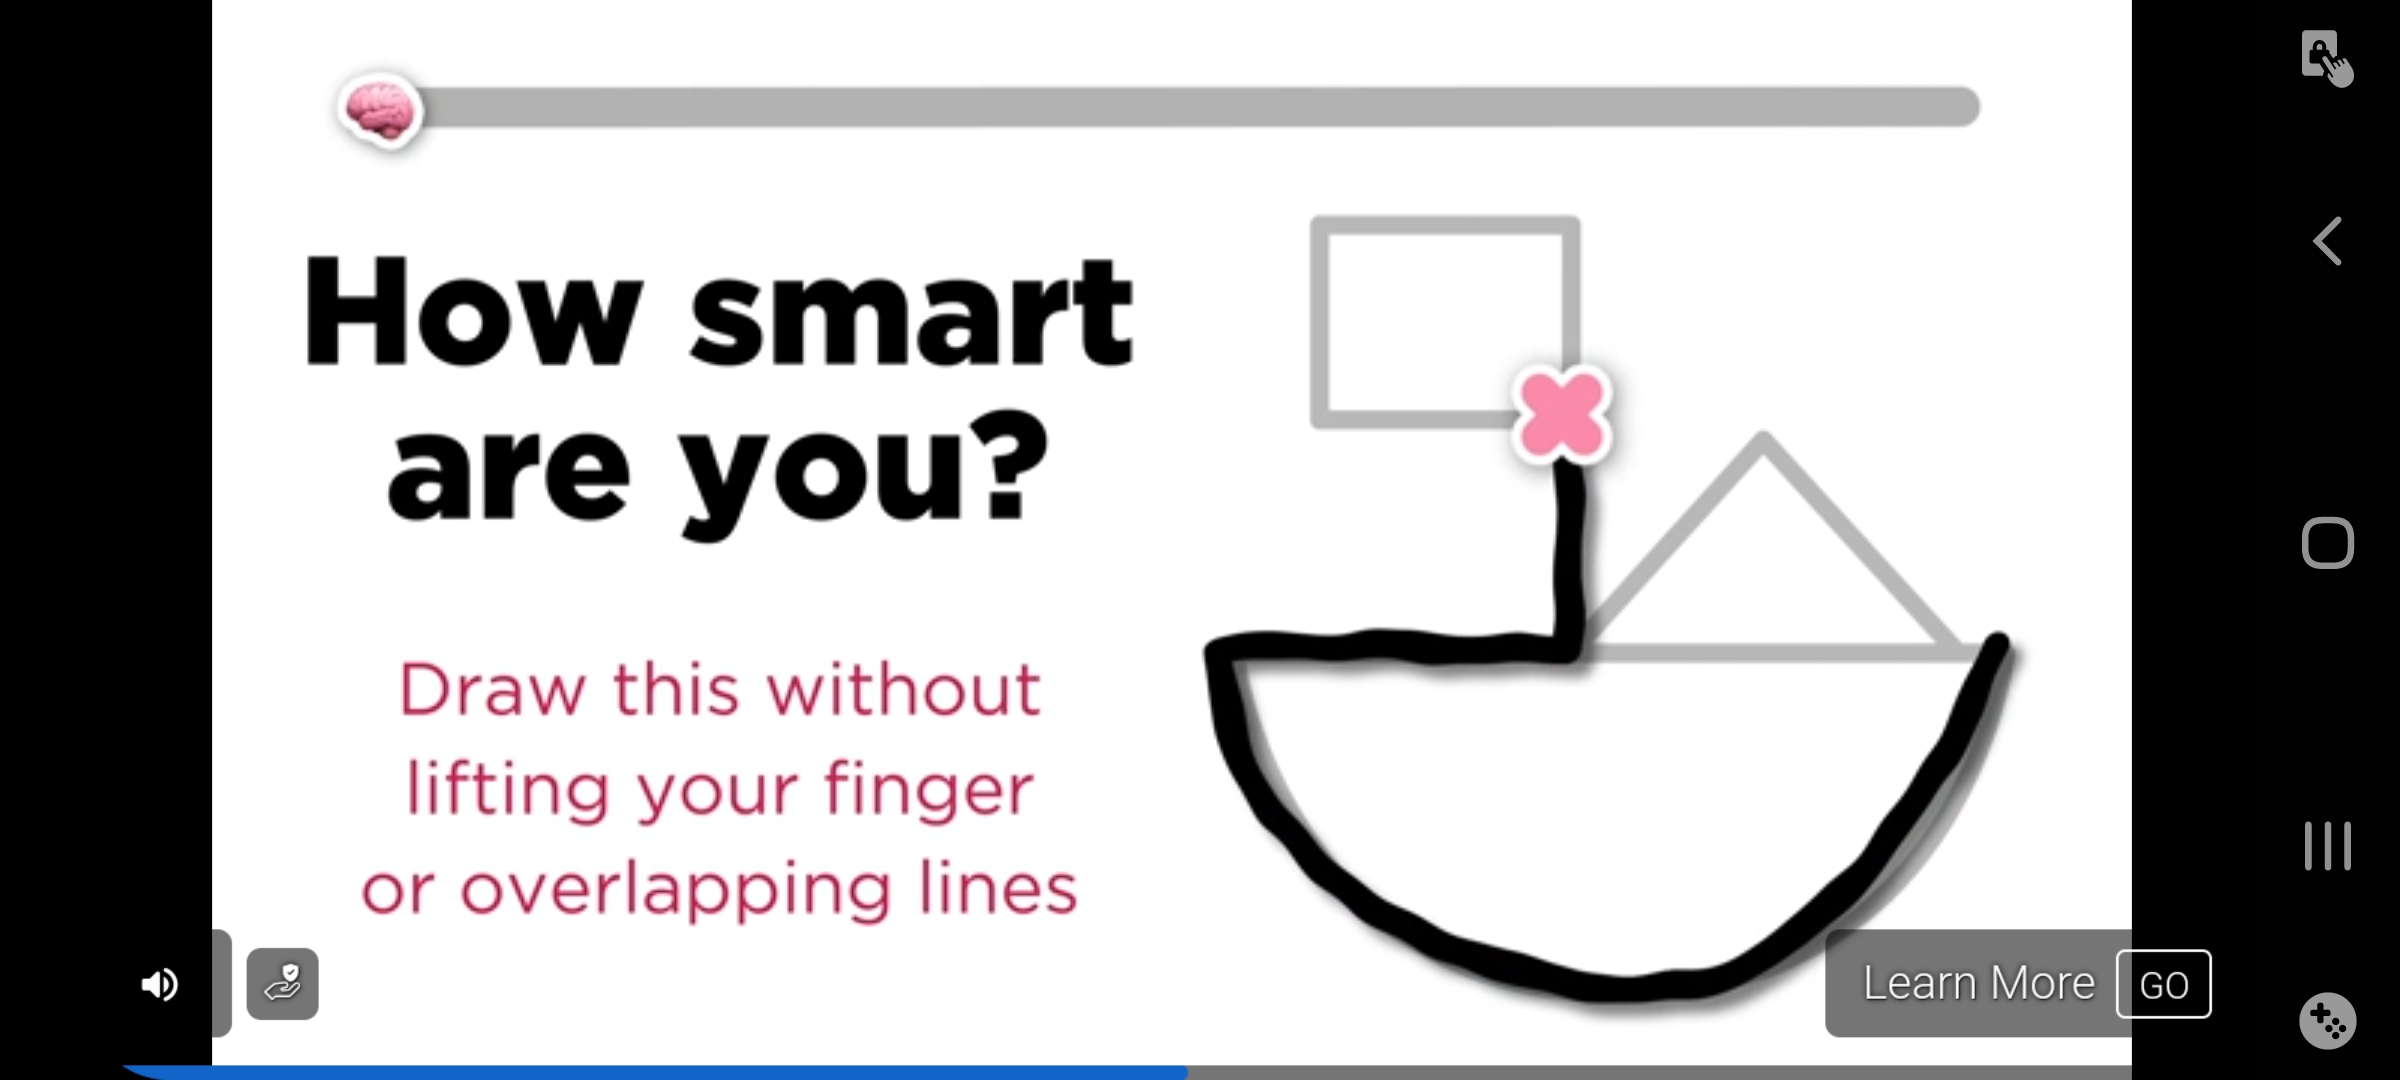 How smart
are you?
Draw this without
lifting your finger
or overlapping lines
Learn More GO